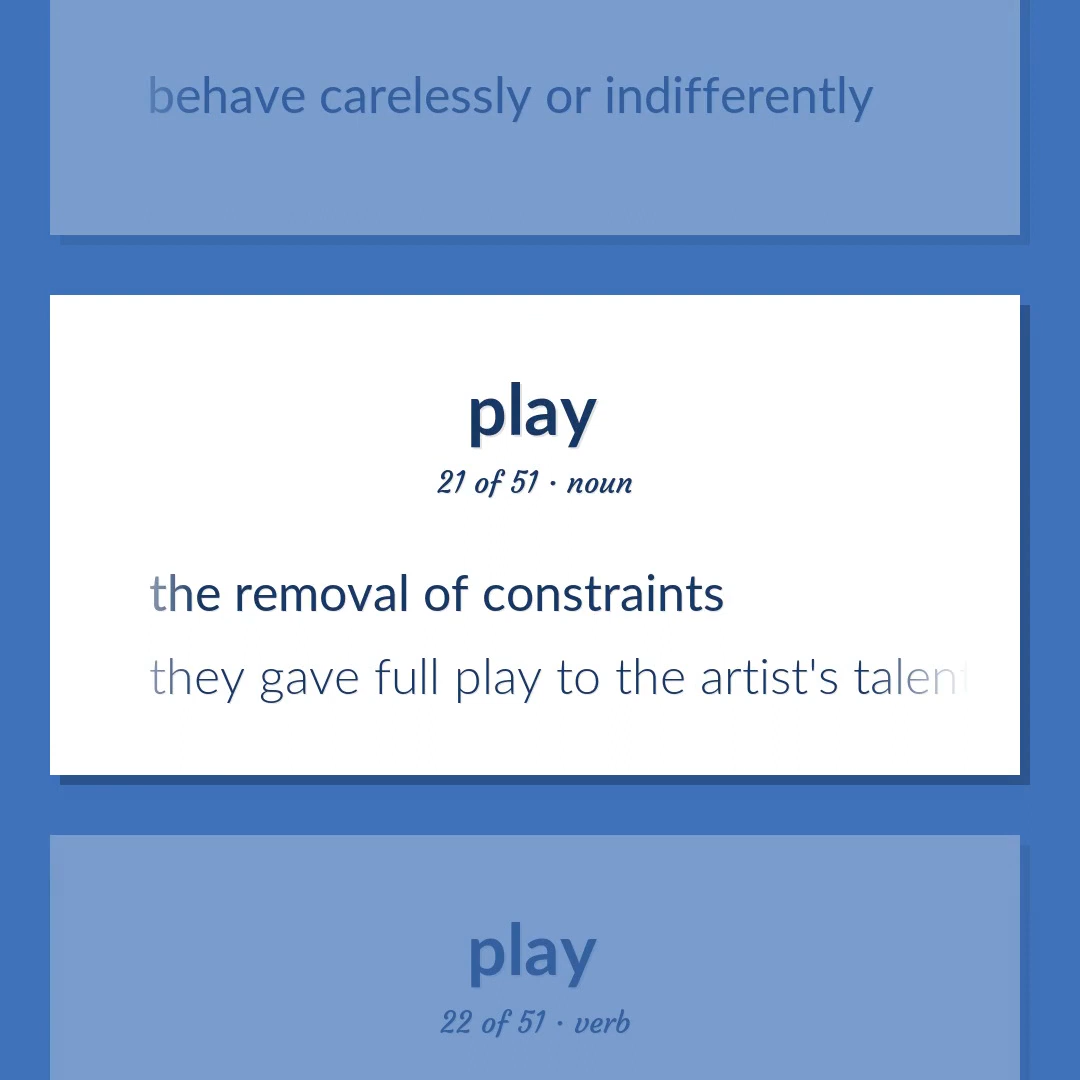 behave carelessly or indifferently
play
21 of 51 · noun
the removal of constraints
they gave full play to the artist's talent
play
22 of 51 · verb